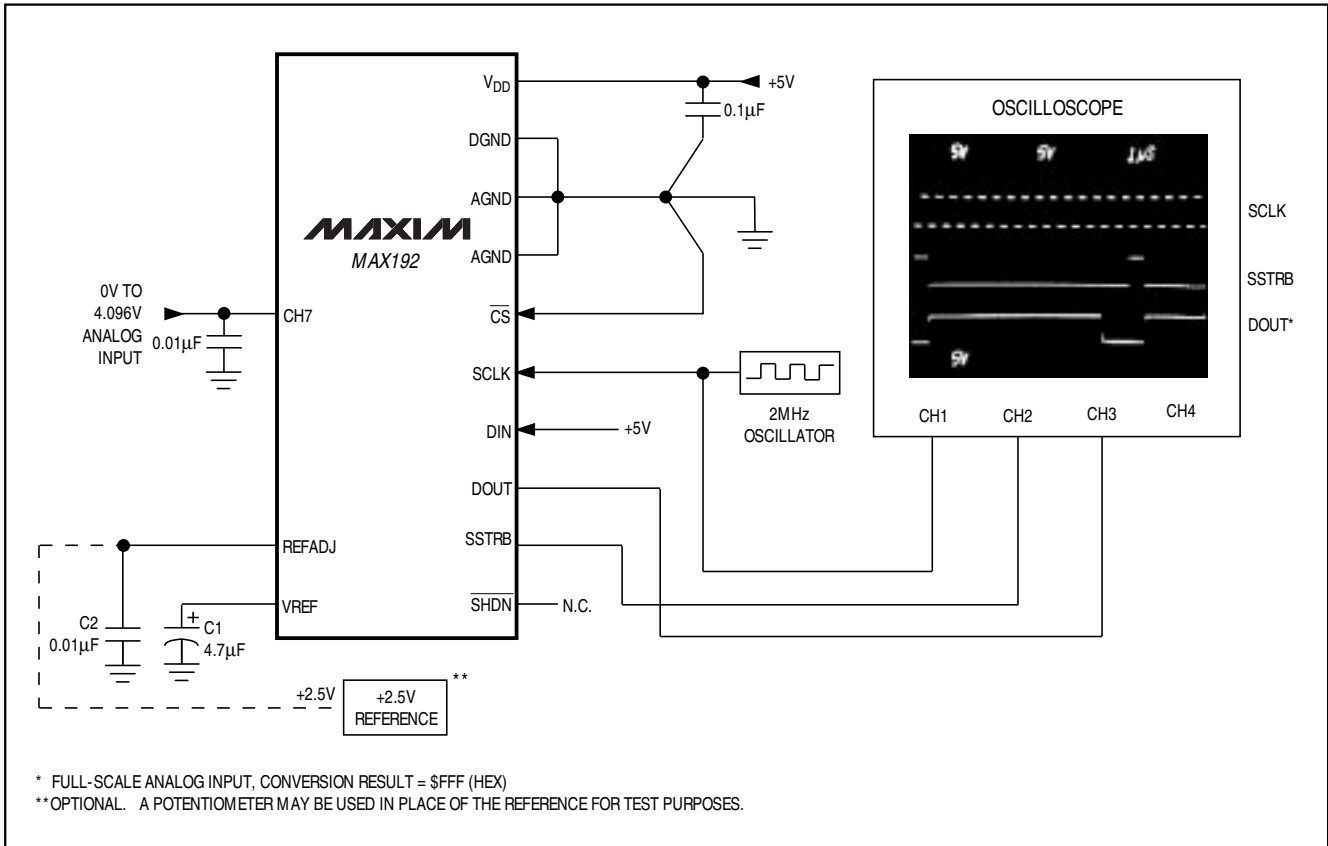 VDD
+5V
0.1µF
DGND
AGND
AGND
MAXIM
MAX192
0V TO
4.096V
ANALOG
INPUT
0.01µF
CH7
CS
SCLK
2MHz
OSCILLATOR
DIN
+5V
DOUT
SSTRB
SHDN
N.C.
REFADJ
VREF
C2
0.01µF
+
C1
4.7µF
+2.5V
+2.5V
REFERENCE
**
OSCILLOSCOPE
SCLK
SSTRB
DOUT*
CH1
CH2
CH3
CH4
* FULL-SCALE ANALOG INPUT, CONVERSION RESULT = $FFF (HEX)
**OPTIONAL. A POTENTIOMETER MAY BE USED IN PLACE OF THE REFERENCE FOR TEST PURPOSES.